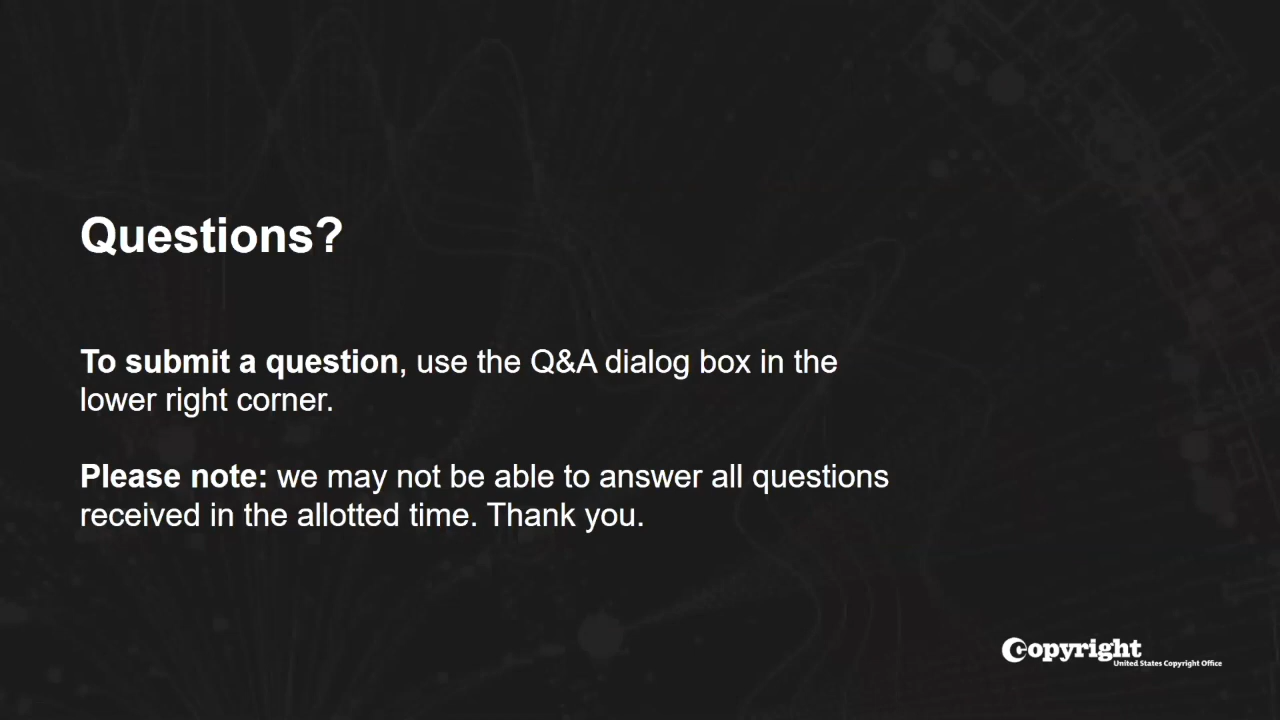 Questions?
To submit a question, use the Q&A dialog box in the
lower right corner.
Please note: we may not be able to answer all questions
received in the allotted time. Thank you.
Copyright
United States Copyright Office